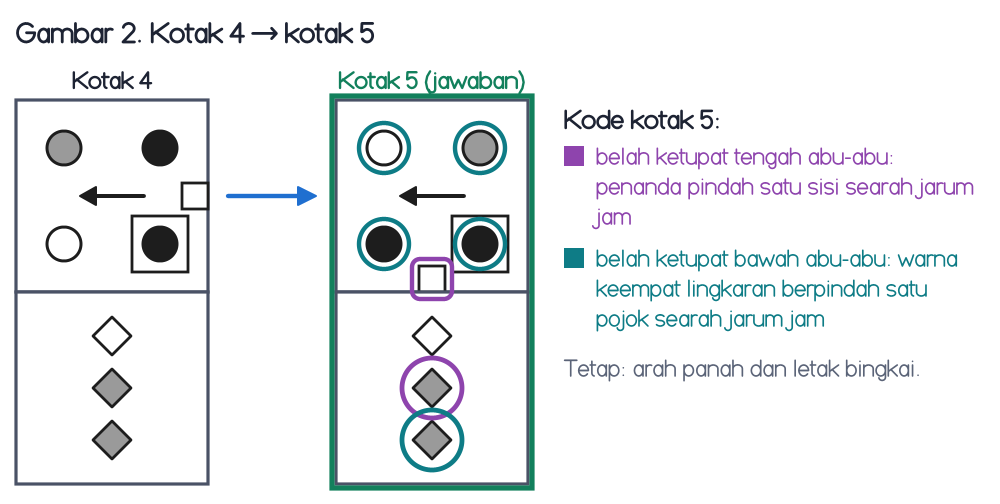 Gambar 2. Kotak 4 → kotak 5
Kotak 4
Kotak 5 (jawaban)
Kode kotak 5:
belah ketupat tengah abu-abu:
penanda pindah satu sisi searah jarum
jam
belah ketupat bawah abu-abu: warna
keempat lingkaran berpindah satu
pojok searah jarum jam
Tetap: arah panah dan letak bingkai.